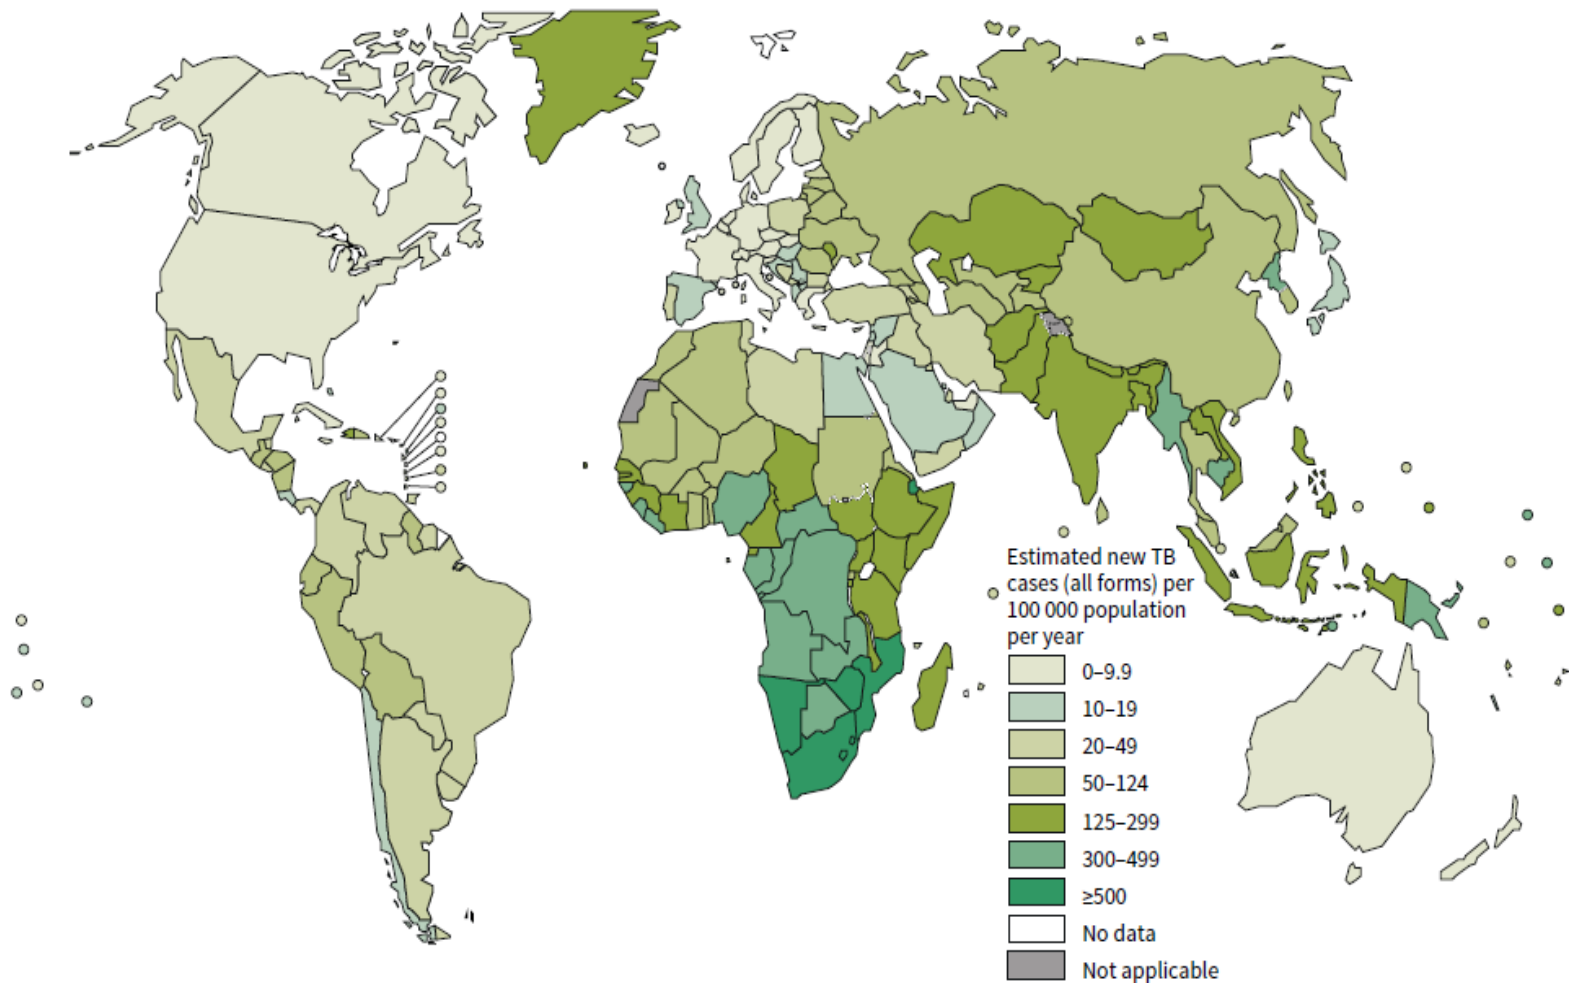 Estimated new TB
cases (all forms) per
100 000 population
per year
0–9.9
10–19
20–49
50–124
125–299
300–499
≥500
No data
Not applicable